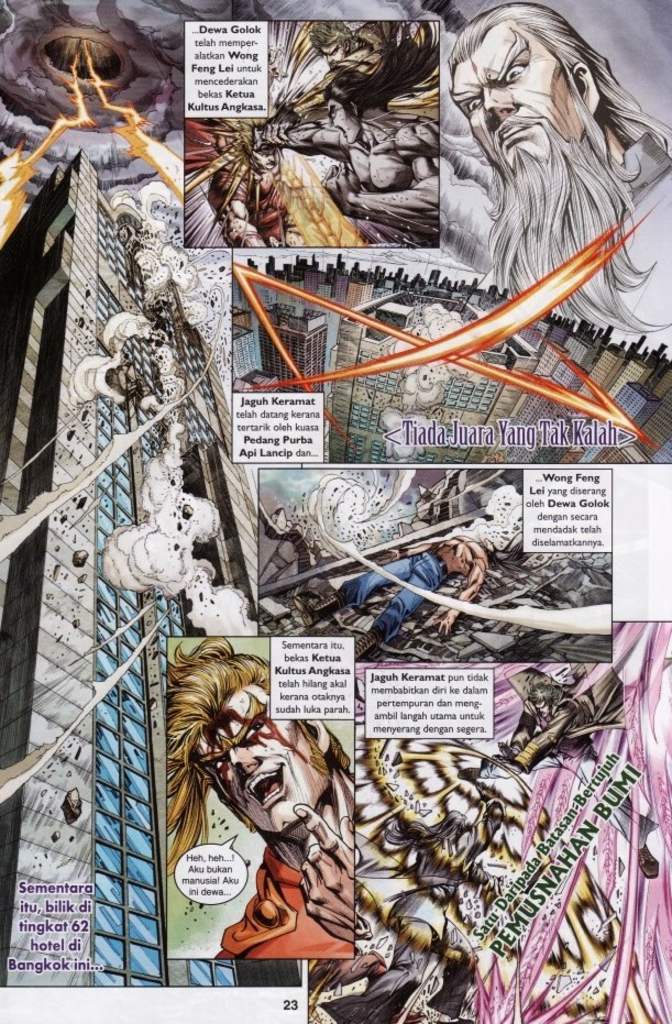 ...Dewa Golok
telah memper-
alatkan Wong
Feng Lei untuk
mencederakan
bekas Ketua
Kultus Angkasa.
Jaguh Keramat
telah datang kerana
tertarik oleh kuasa
Pedang Purba
Api Lancip dan...
<Tiada Juara Yang Tak Kalah>
...Wong Feng
Lei yang diserang
oleh Dewa Golok
dengan secara
mendadak telah
diselamatkannya.
Sementara itu,
bekas Ketua
Kultus Angkasa
telah hilang akal
kerana otaknya
sudah luka parah.
Jaguh Keramat pun tidak
membabitkan diri ke dalam
pertempuran dan meng-
ambil langah utama untuk
menyerang dengan segera.
Heh, heh...!
Aku bukan
manusia! Aku
ini dewa...
Satu Daripada Batasan Bertujuh
PEMUSNAHAN BUMI
Sementara
itu, bilik di
tingkat 62
hotel di
Bangkok ini...
23